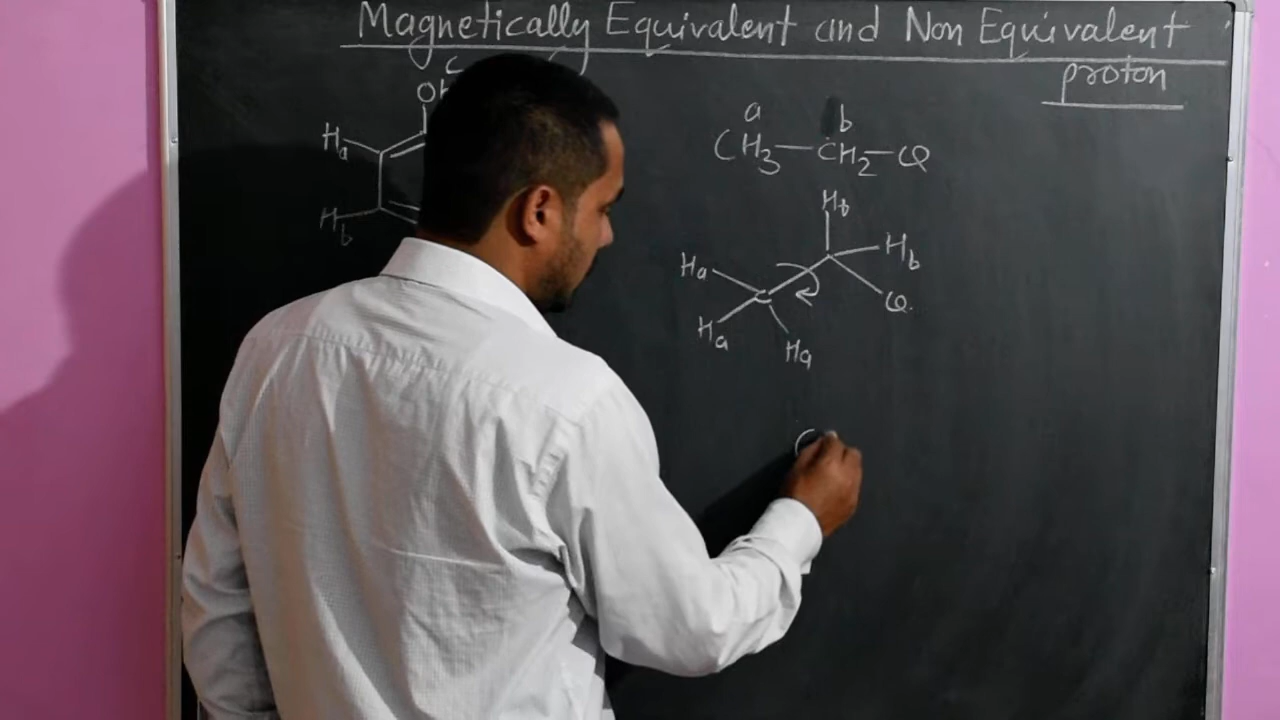 Magnetically Equivalent and Non Equivalent
proton
C
OH
Ha
Hb
a b
CH3—CH2—Cl
Hb
Ha Hb
C
Cl
Ha
Ha